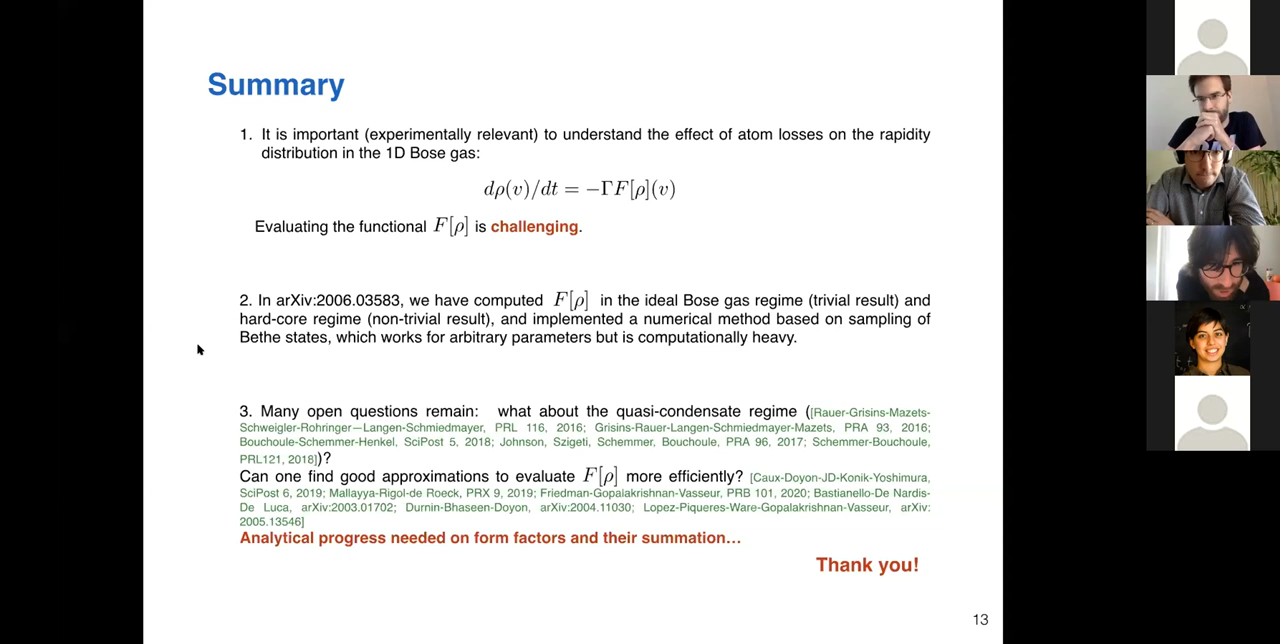 Summary
1. It is important (experimentally relevant) to understand the effect of atom losses on the rapidity
distribution in the 1D Bose gas:
dρ(v)/dt = −ΓF[ρ](v)
Evaluating the functional F[ρ] is challenging.
2. In arXiv:2006.03583, we have computed F[ρ] in the ideal Bose gas regime (trivial result) and
hard-core regime (non-trivial result), and implemented a numerical method based on sampling of
Bethe states, which works for arbitrary parameters but is computationally heavy.
3. Many open questions remain: what about the quasi-condensate regime ([Rauer-Grisins-Mazets-
Schweigler-Rohringer—Langen-Schmiedmayer, PRL 116, 2016; Grisins-Rauer-Langen-Schmiedmayer-Mazets, PRA 93, 2016;
Bouchoule-Schemmer-Henkel, SciPost 5, 2018; Johnson, Szigeti, Schemmer, Bouchoule, PRA 96, 2017; Schemmer-Bouchoule,
PRL121, 2018])?
Can one find good approximations to evaluate F[ρ] more efficiently? [Caux-Doyon-JD-Konik-Yoshimura,
SciPost 6, 2019; Mallayya-Rigol-de Roeck, PRX 9, 2019; Friedman-Gopalakrishnan-Vasseur, PRB 101, 2020; Bastianello-De Nardis-
De Luca, arXiv:2003.01702; Durnin-Bhaseen-Doyon, arXiv:2004.11030; Lopez-Piqueres-Ware-Gopalakrishnan-Vasseur, arXiv:
2005.13546]
Analytical progress needed on form factors and their summation…
Thank you!
13